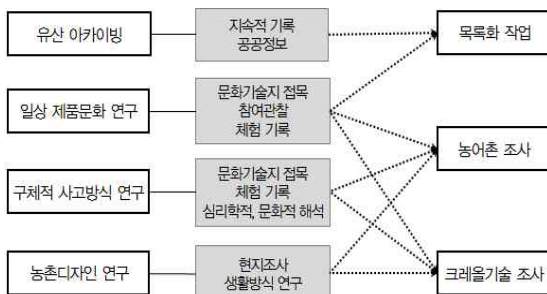 유산 아카이빙
지속적 기록
공공정보
목록화 작업
일상 제품문화 연구
문화기술지 접목
참여관찰
체험 기록
농어촌 조사
구체적 사고방식 연구
문화기술지 접목
체험 기록
심리학적, 문화적 해석
농촌디자인 연구
현지조사
생활방식 연구
크레올기술 조사